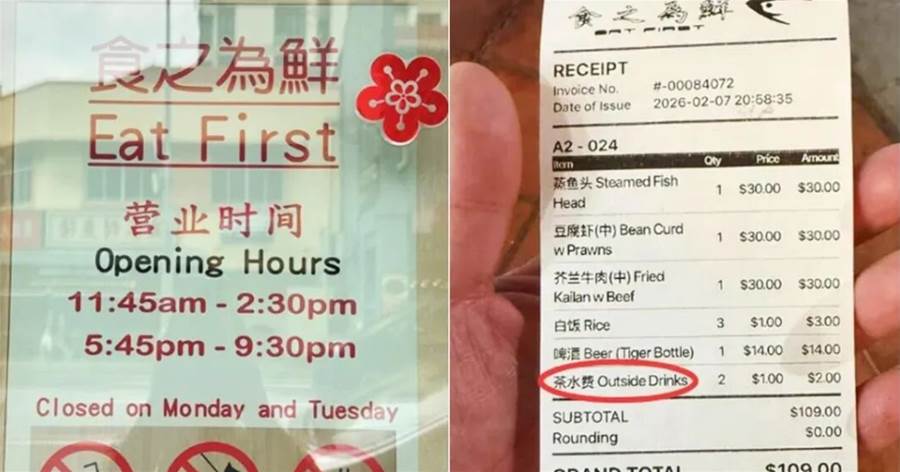 食之為鮮
Eat First
营业时间
Opening Hours
11:45am - 2:30pm
5:45pm - 9:30pm
Closed on Monday and Tuesday
食之為鮮
EAT FIRST
RECEIPT
Invoice No. #-00084072
Date of Issue 2026-02-07 20:58:35
A2 - 024
Item Qty Price Amount
蒸鱼头 Steamed Fish Head 1 $30.00 $30.00
豆腐虾(中) Bean Curd w Prawns 1 $30.00 $30.00
芥兰牛肉(中) Fried Kailan w Beef 1 $30.00 $30.00
白饭 Rice 3 $1.00 $3.00
啤酒 Beer (Tiger Bottle) 1 $14.00 $14.00
茶水费 Outside Drinks 2 $1.00 $2.00
SUBTOTAL $109.00
Rounding $0.00
GRAND TOTAL $109.00